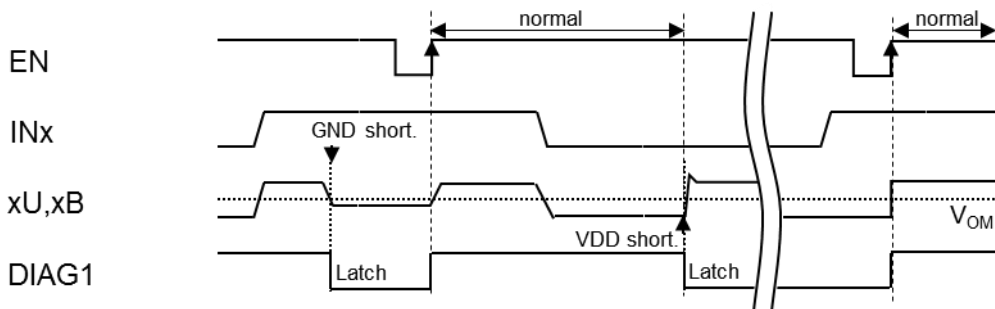 normal
normal
EN
INx
GND short.
xU,xB
VOM
VDD short.
DIAG1
Latch
Latch